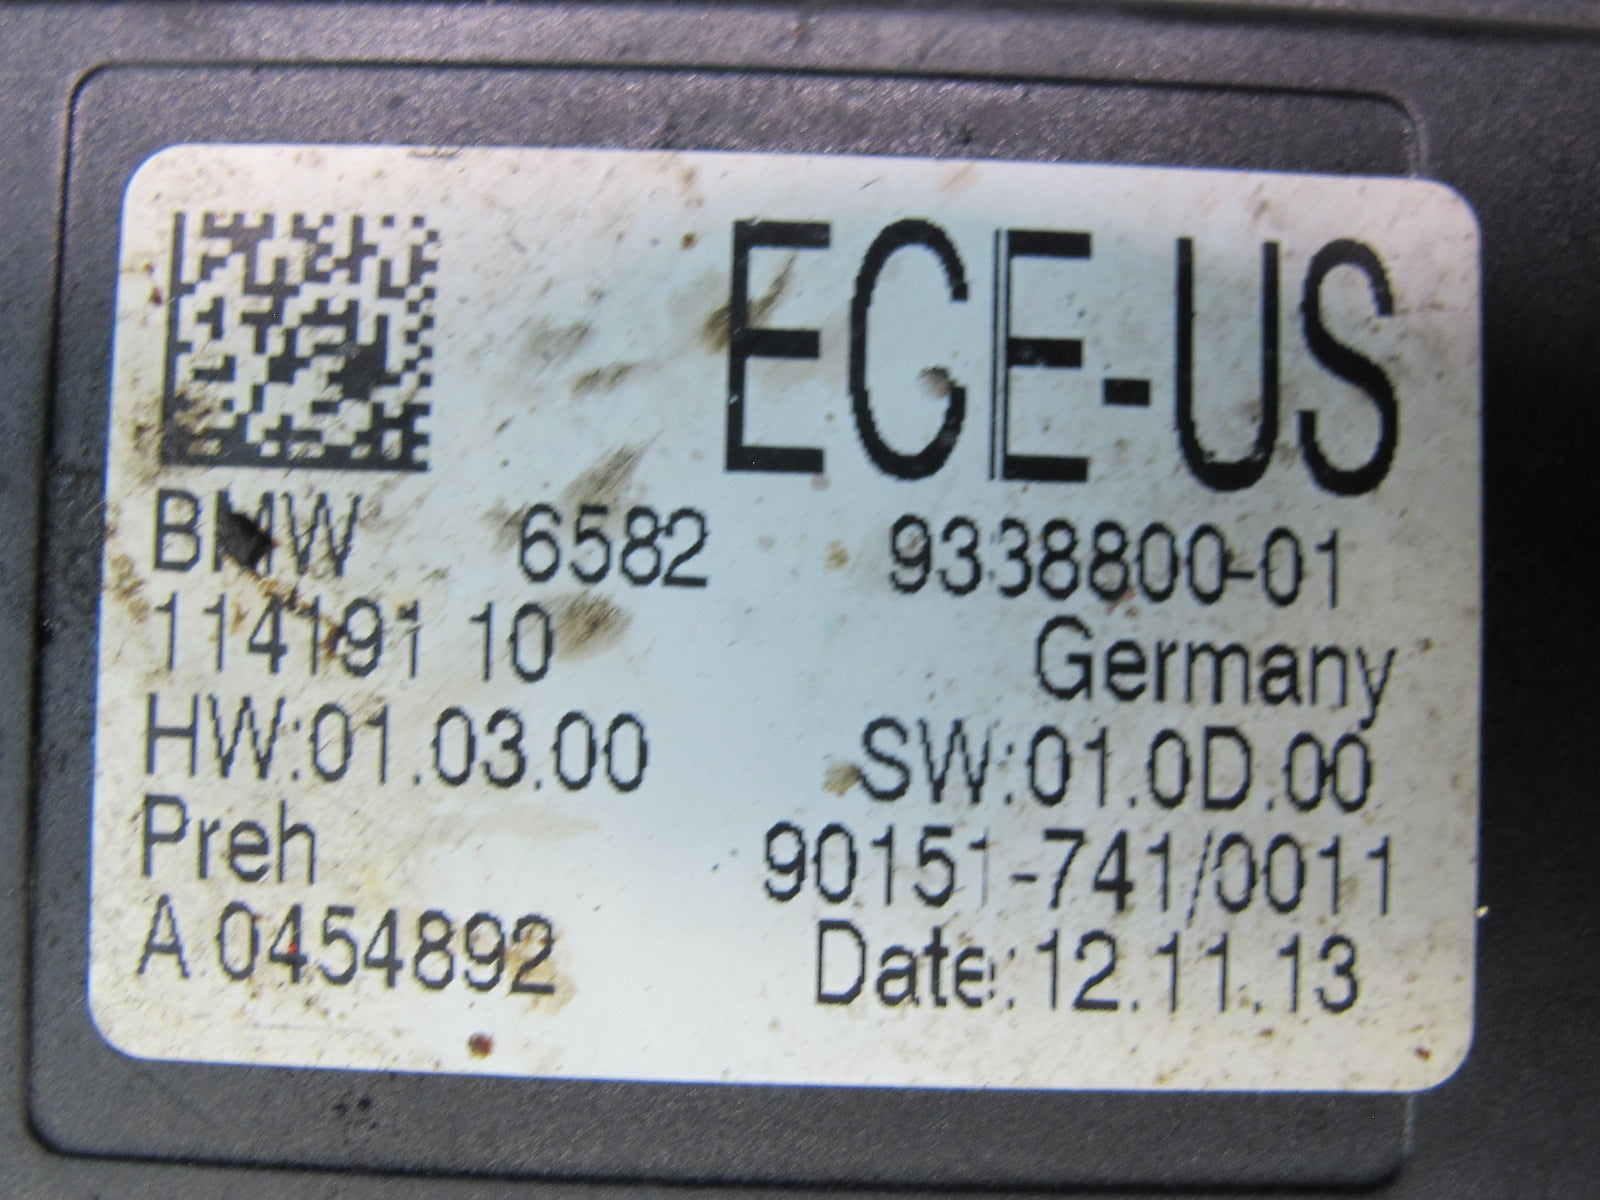 ECE-US
BMW 6582 9338800-01
114191 10 Germany
HW:01.03.00 SW:01.0D.00
Preh 90151-741/0011
A 0454892 Date:12.11.13